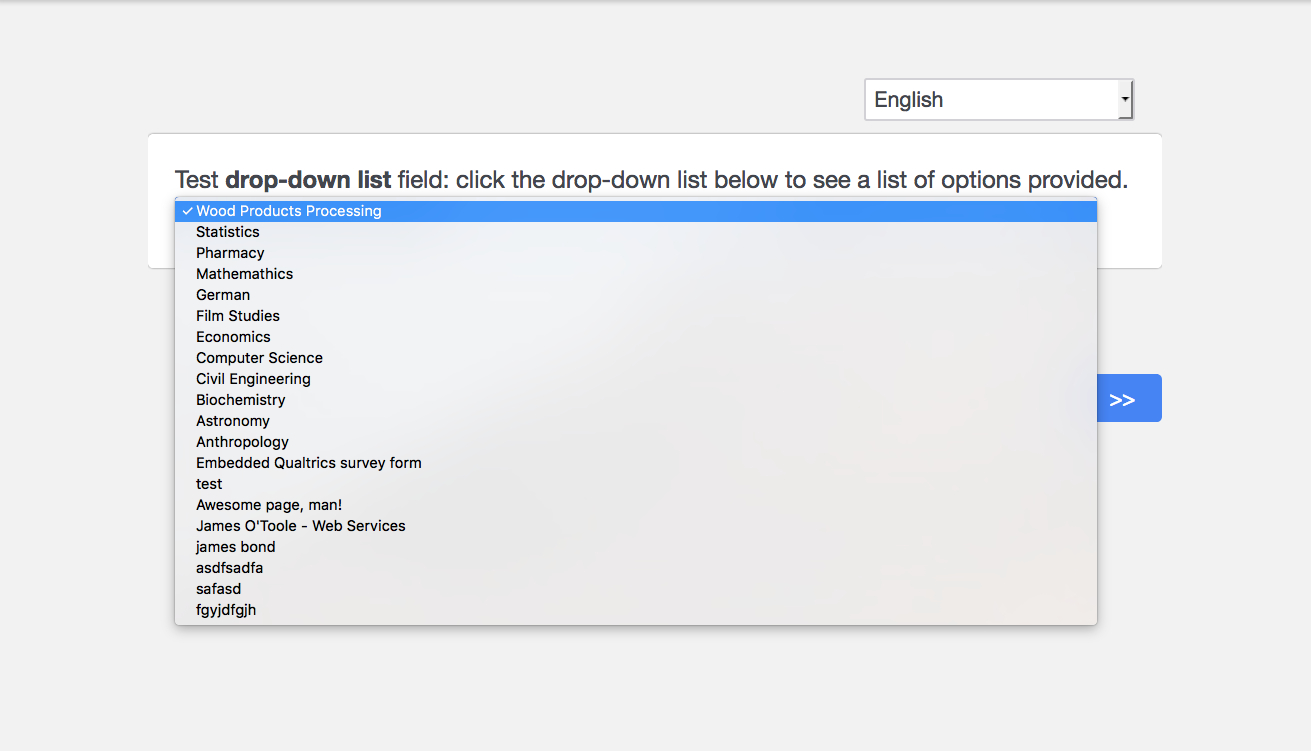 English
Test drop-down list field: click the drop-down list below to see a list of options provided.
✓ Wood Products Processing
Statistics
Pharmacy
Mathemathics
German
Film Studies
Economics
Computer Science
Civil Engineering
Biochemistry
Astronomy
Anthropology
Embedded Qualtrics survey form
test
Awesome page, man!
James O'Toole - Web Services
james bond
asdfsadfa
safasd
fgyjdfgjh
>>